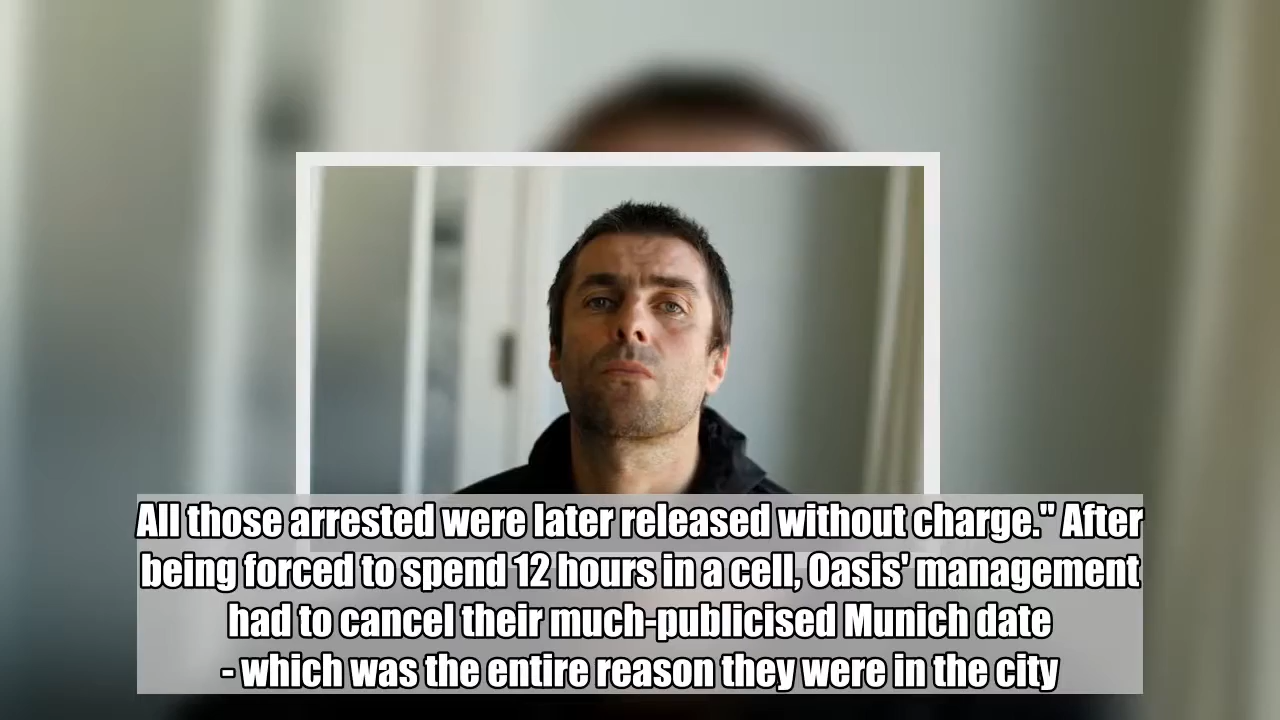 All those arrested were later released without charge." After
being forced to spend 12 hours in a cell, Oasis' management
had to cancel their much-publicised Munich date
- which was the entire reason they were in the city